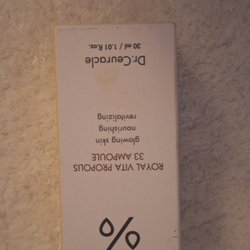 %
ROYAL VITA PROPOLIS
33 AMPOULE
glowing skin
nourishing
revitalizing
Dr.Ceuracle
30 ml / 1.01 fl.oz.